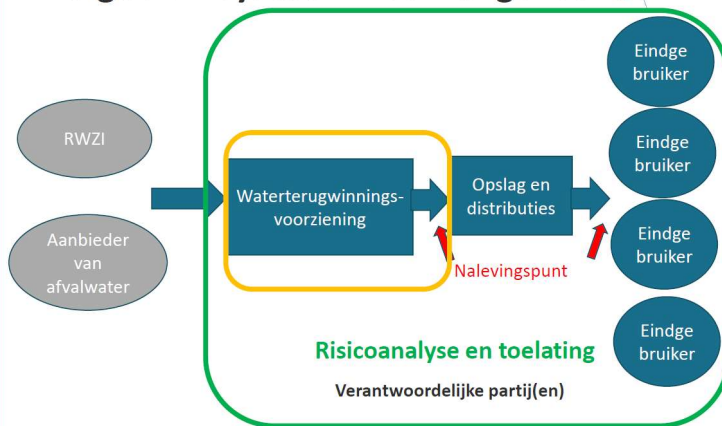 RWZI
Aanbieder
van
afvalwater
Waterterugwinnings-
voorziening
Opslag en
distributies
Nalevingspunt
Eindge
bruiker
Eindge
bruiker
Eindge
bruiker
Eindge
bruiker
Risicoanalyse en toelating
Verantwoordelijke partij(en)